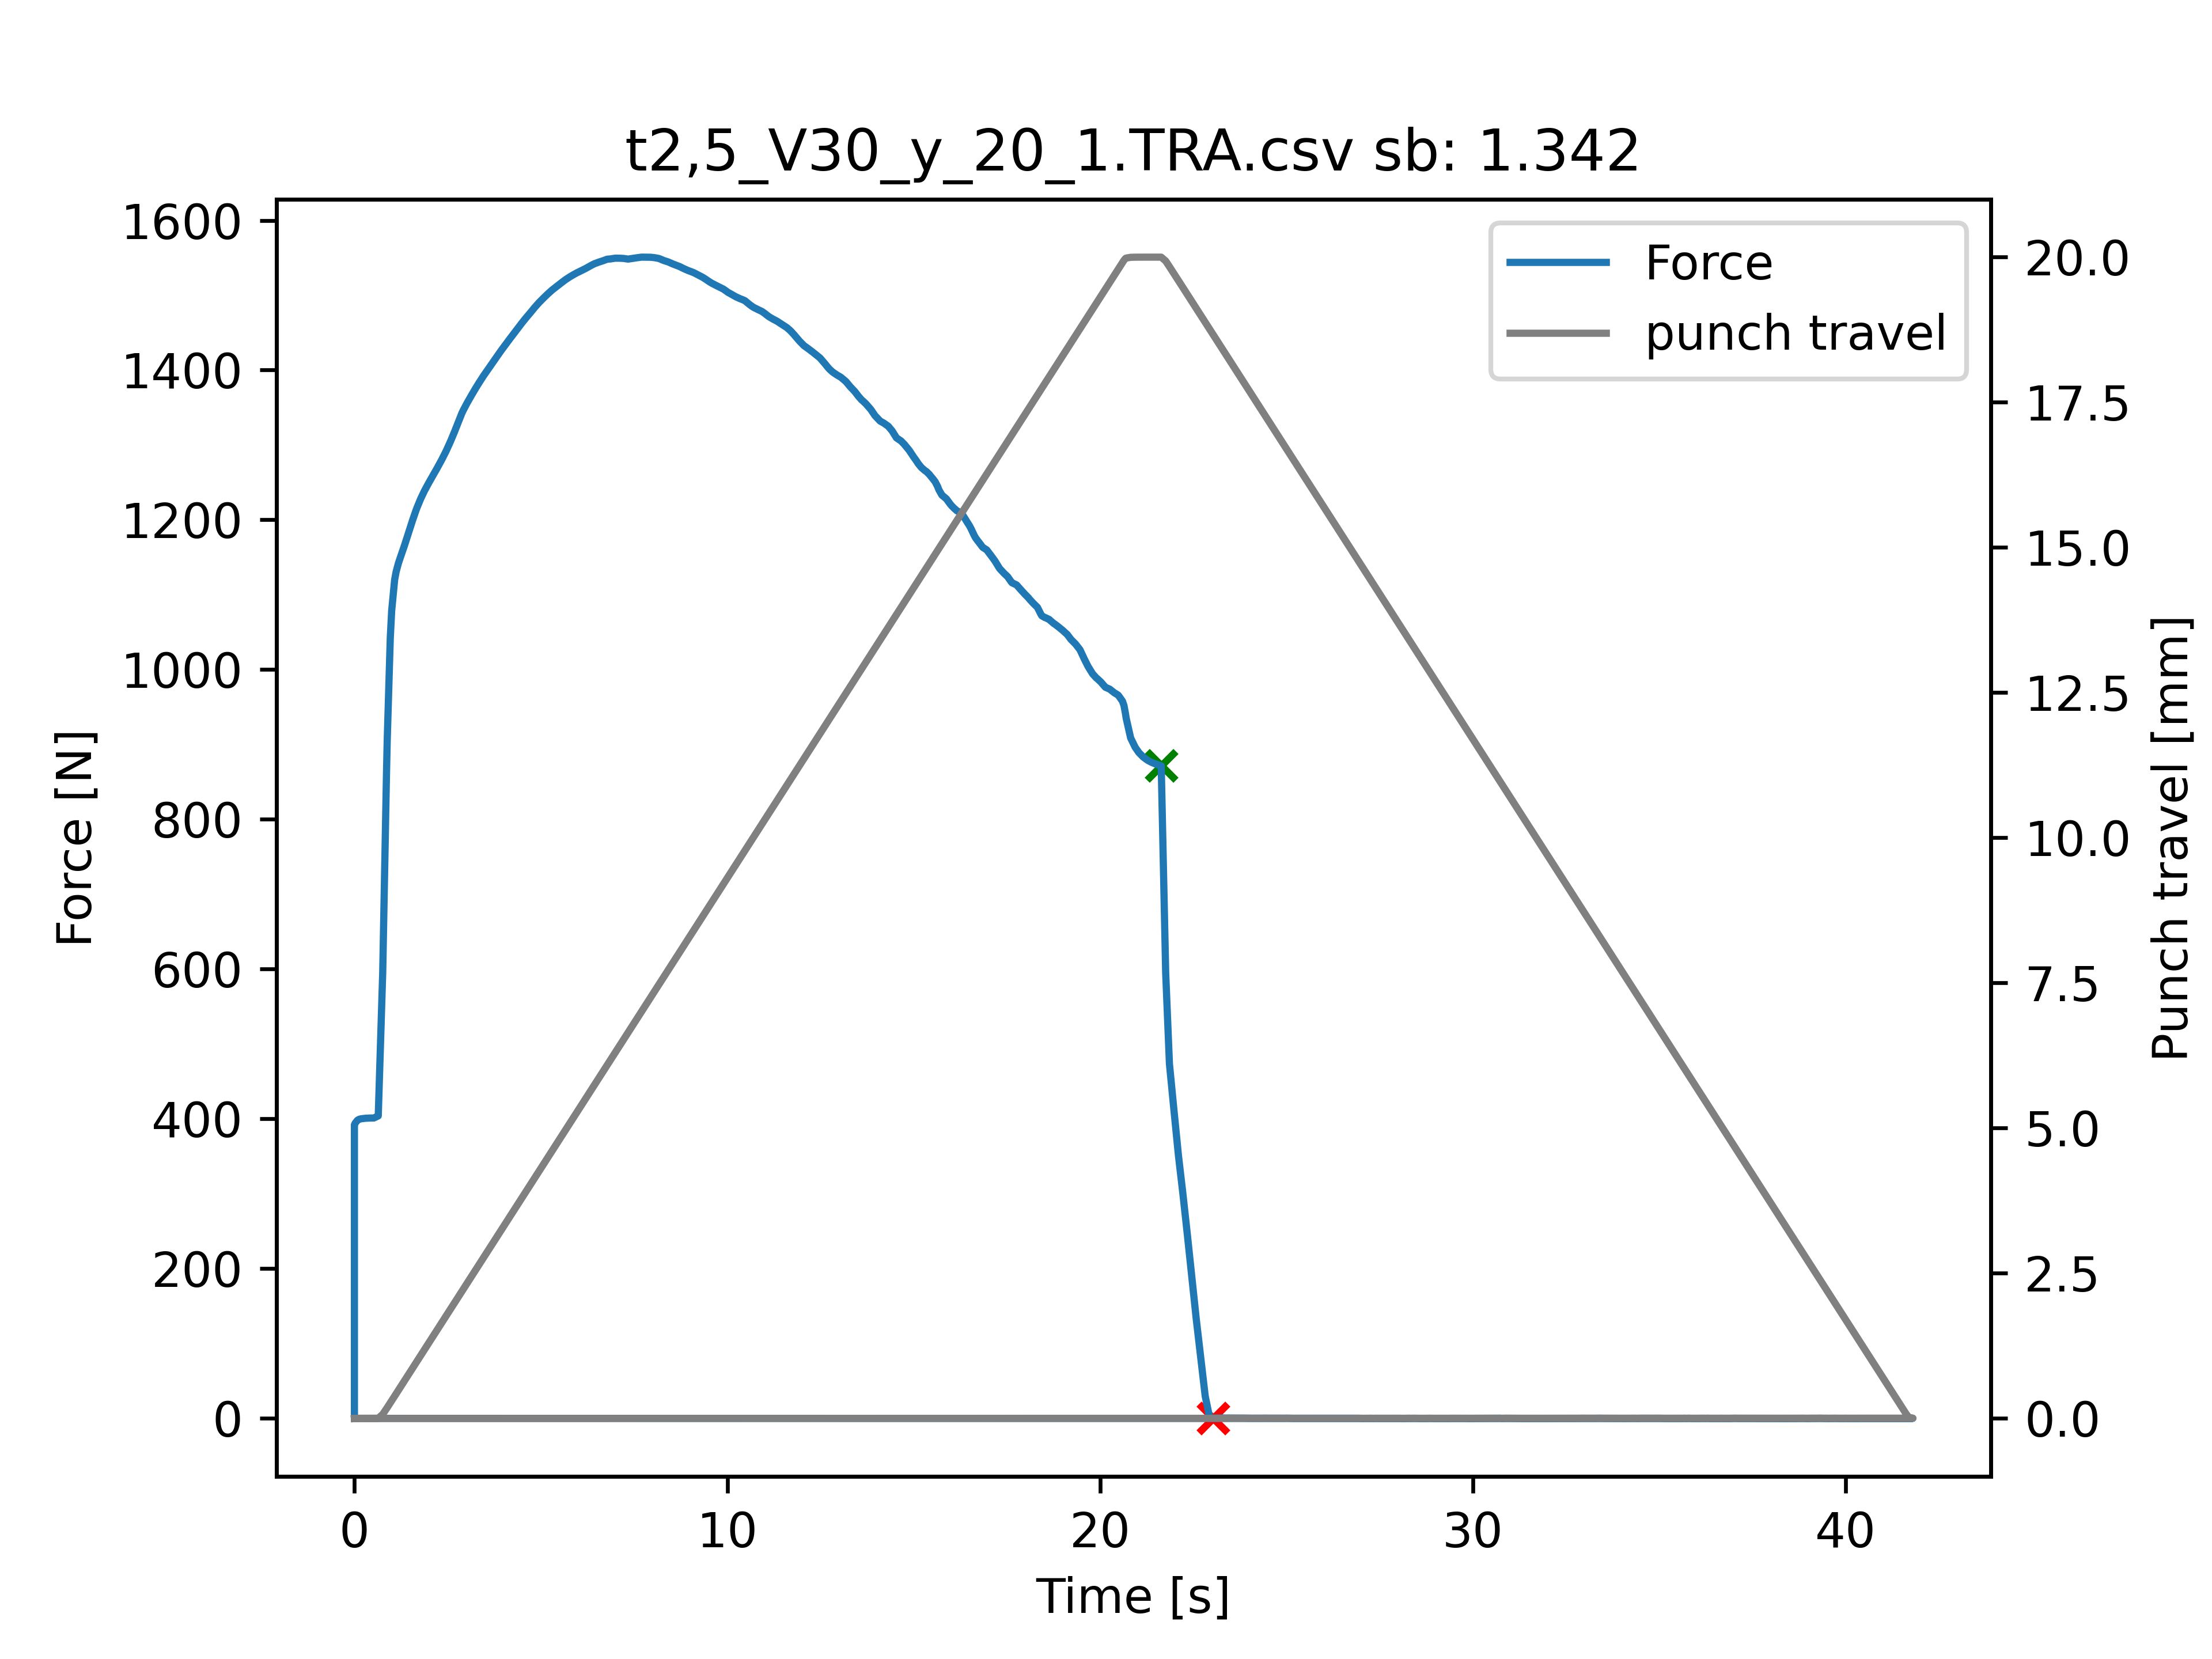 t2,5_V30_y_20_1.TRA.csv sb: 1.342
Force
punch travel
1600
1400
1200
1000
800
600
400
200
0
Force [N]
20.0
17.5
15.0
12.5
10.0
7.5
5.0
2.5
0.0
Punch travel [mm]
0 10 20 30 40
Time [s]